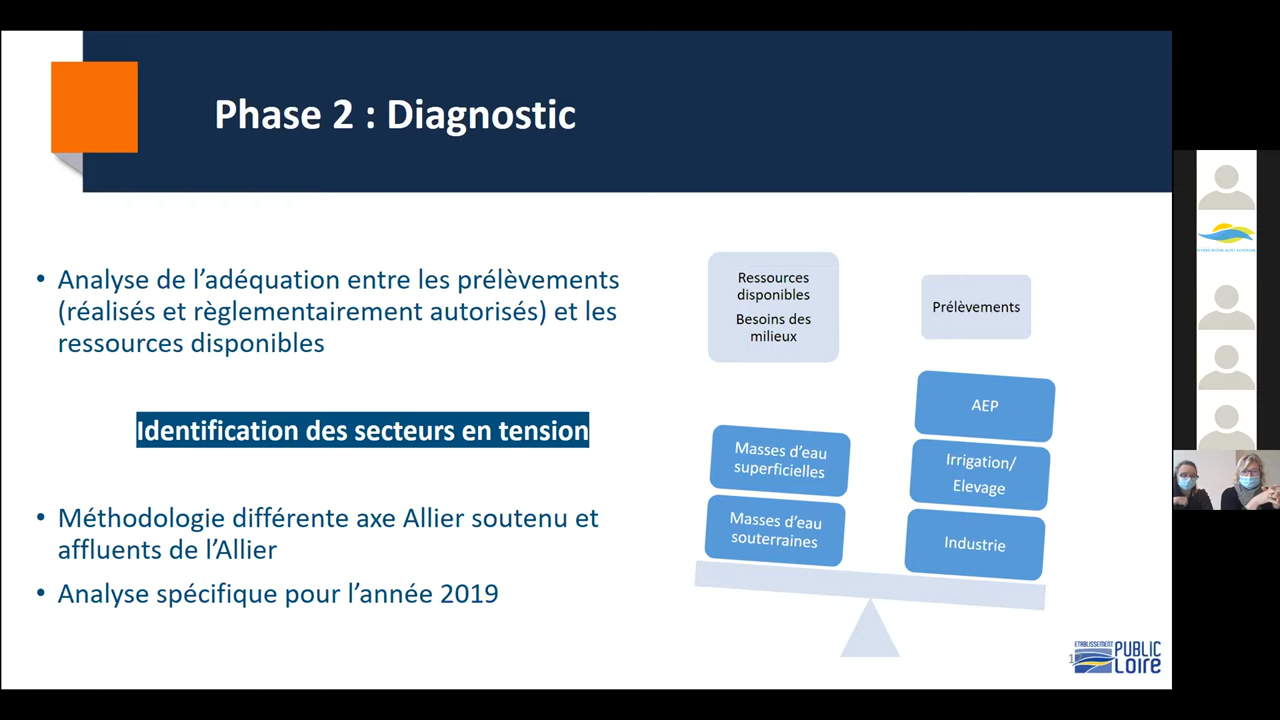 Phase 2 : Diagnostic
• Analyse de l’adéquation entre les prélèvements
(réalisés et règlementairement autorisés) et les
ressources disponibles
Identification des secteurs en tension
• Méthodologie différente axe Allier soutenu et
affluents de l’Allier
• Analyse spécifique pour l’année 2019
Ressources
disponibles
Besoins des
milieux
Prélèvements
Masses d’eau
superficielles
Masses d’eau
souterraines
AEP
Irrigation/
Elevage
Industrie
ETABLISSEMENT
PUBLIC
LOIRE